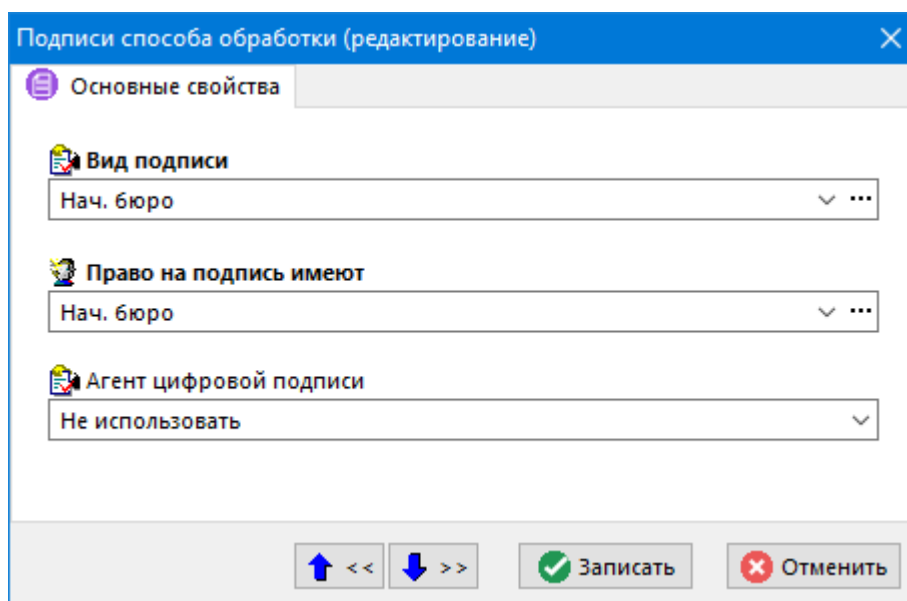 Подписи способа обработки (редактирование)
Основные свойства
Вид подписи
Нач. бюро
Право на подпись имеют
Нач. бюро
Агент цифровой подписи
Не использовать
<< >> Записать Отменить